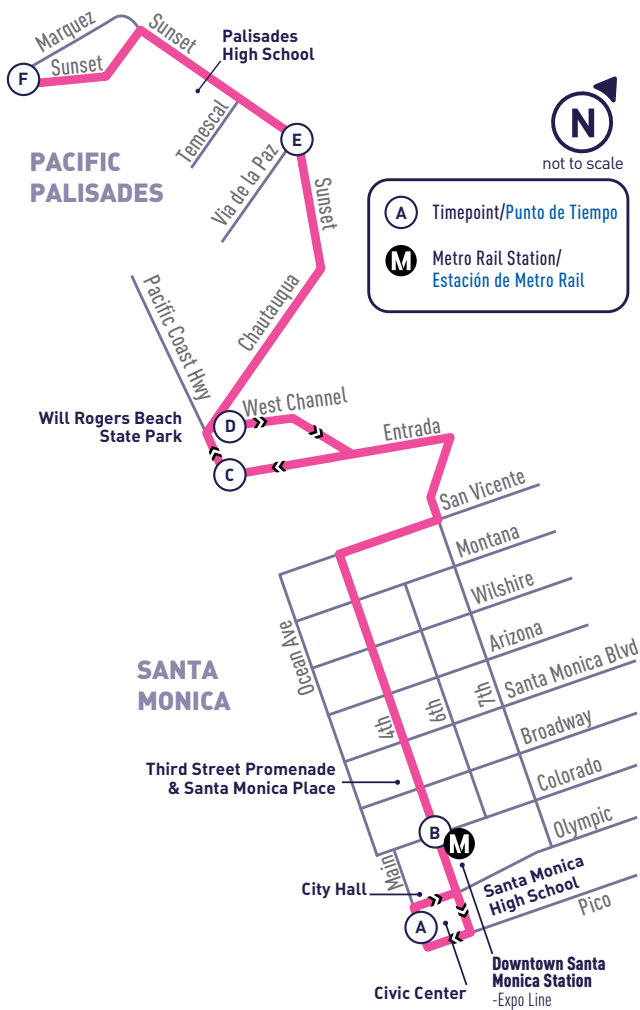 Marquez
Sunset
Sunset
F
Palisades
High School
Temescal
E
Via de la Paz
Sunset
PACIFIC
PALISADES
N
not to scale
A
Timepoint/Punto de Tiempo
M
Metro Rail Station/
Estación de Metro Rail
Pacific Coast Hwy
Chautauqua
Will Rogers Beach
State Park
D
West Channel
C
Entrada
San Vicente
Montana
Wilshire
Arizona
Santa Monica Blvd
Broadway
Colorado
Olympic
Pico
Ocean Ave
4th
6th
7th
SANTA
MONICA
Third Street Promenade
& Santa Monica Place
B
M
Main
City Hall
A
Santa Monica
High School
Civic Center
Downtown Santa
Monica Station
-Expo Line